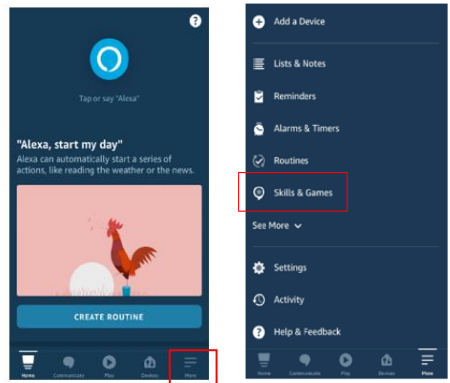 ?
Tap or say "Alexa"
"Alexa, start my day"
Alexa can automatically start a series of
actions, like reading the weather or the news.
CREATE ROUTINE
Home Communicate Play Devices More
Add a Device
Lists & Notes
Reminders
Alarms & Timers
Routines
Skills & Games
See More
Settings
Activity
? Help & Feedback
Home Communicate Play Devices More